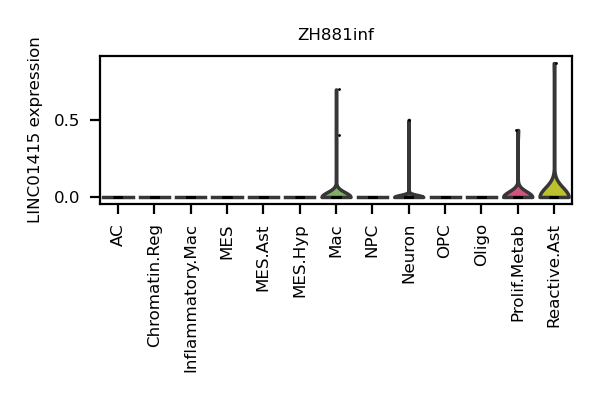 ZH881inf
LINC01415 expression
0.5
0.0
AC
Chromatin.Reg
Inflammatory.Mac
MES
MES.Ast
MES.Hyp
Mac
NPC
Neuron
OPC
Oligo
Prolif.Metab
Reactive.Ast